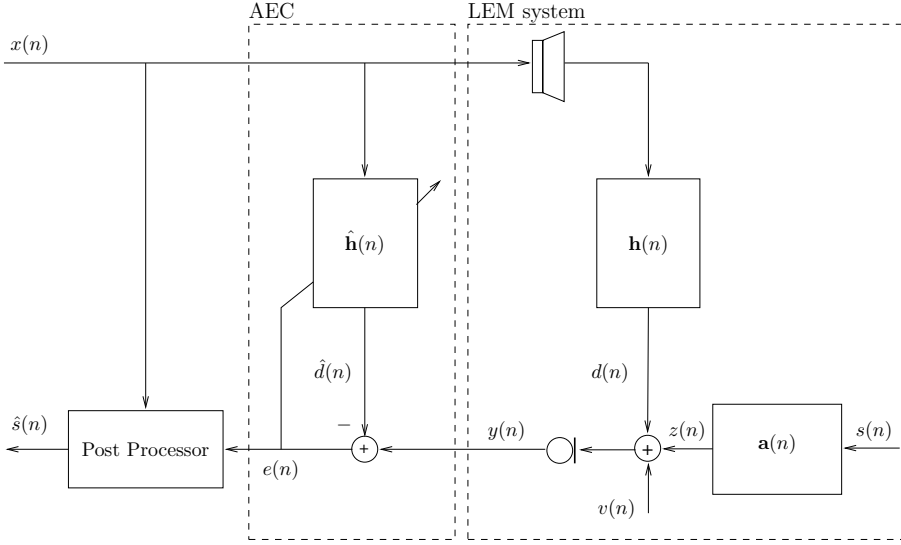 AEC
LEM system
x(n)
ĥ(n)
h(n)
d̂(n)
d(n)
ŝ(n)
−
y(n)
z(n)
a(n)
s(n)
Post Processor
+
+
e(n)
v(n)